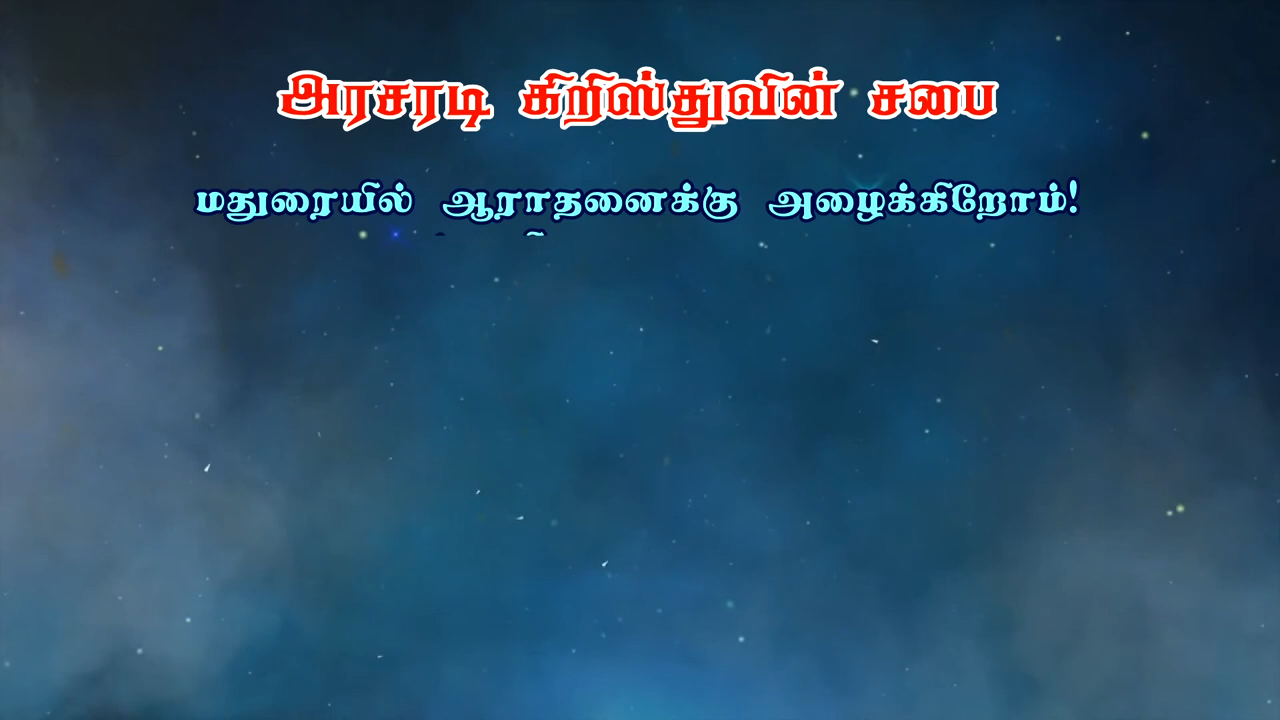 அரசரடி கிறிஸ்துவின் சபை
மதுரையில் ஆராதனைக்கு அழைக்கிறோம்!